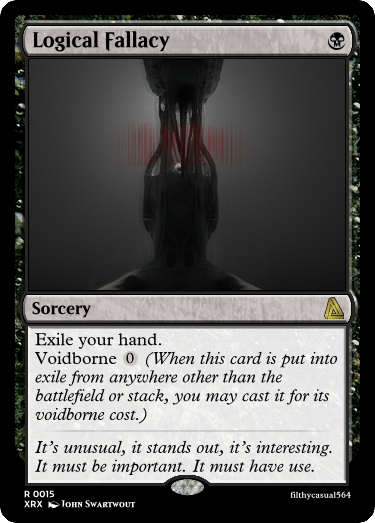 Logical Fallacy
Sorcery
Exile your hand.
Voidborne 0 (When this card is put into
exile from anywhere other than the
battlefield or stack, you may cast it for its
voidborne cost.)
It's unusual, it stands out, it's interesting.
It must be important. It must have use.
R 0015
XRX John Swartwout
filthycasual564